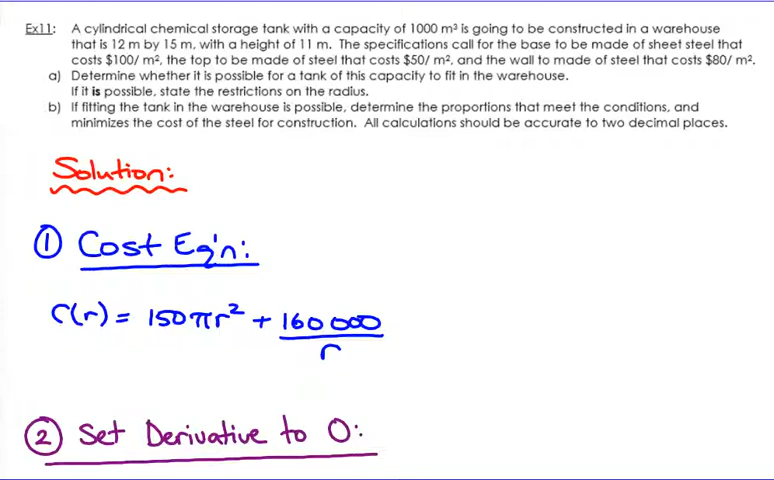 Ex11: A cylindrical chemical storage tank with a capacity of 1000 m³ is going to be constructed in a warehouse
that is 12 m by 15 m, with a height of 11 m. The specifications call for the base to be made of sheet steel that
costs $100/ m², the top to be made of steel that costs $50/ m², and the wall to made of steel that costs $80/ m².
a) Determine whether it is possible for a tank of this capacity to fit in the warehouse.
If it is possible, state the restrictions on the radius.
b) If fitting the tank in the warehouse is possible, determine the proportions that meet the conditions, and
minimizes the cost of the steel for construction. All calculations should be accurate to two decimal places.
Solution:
① Cost Eq'n:
C(r) = 150πr² + 160 000
r
② Set Derivative to 0: